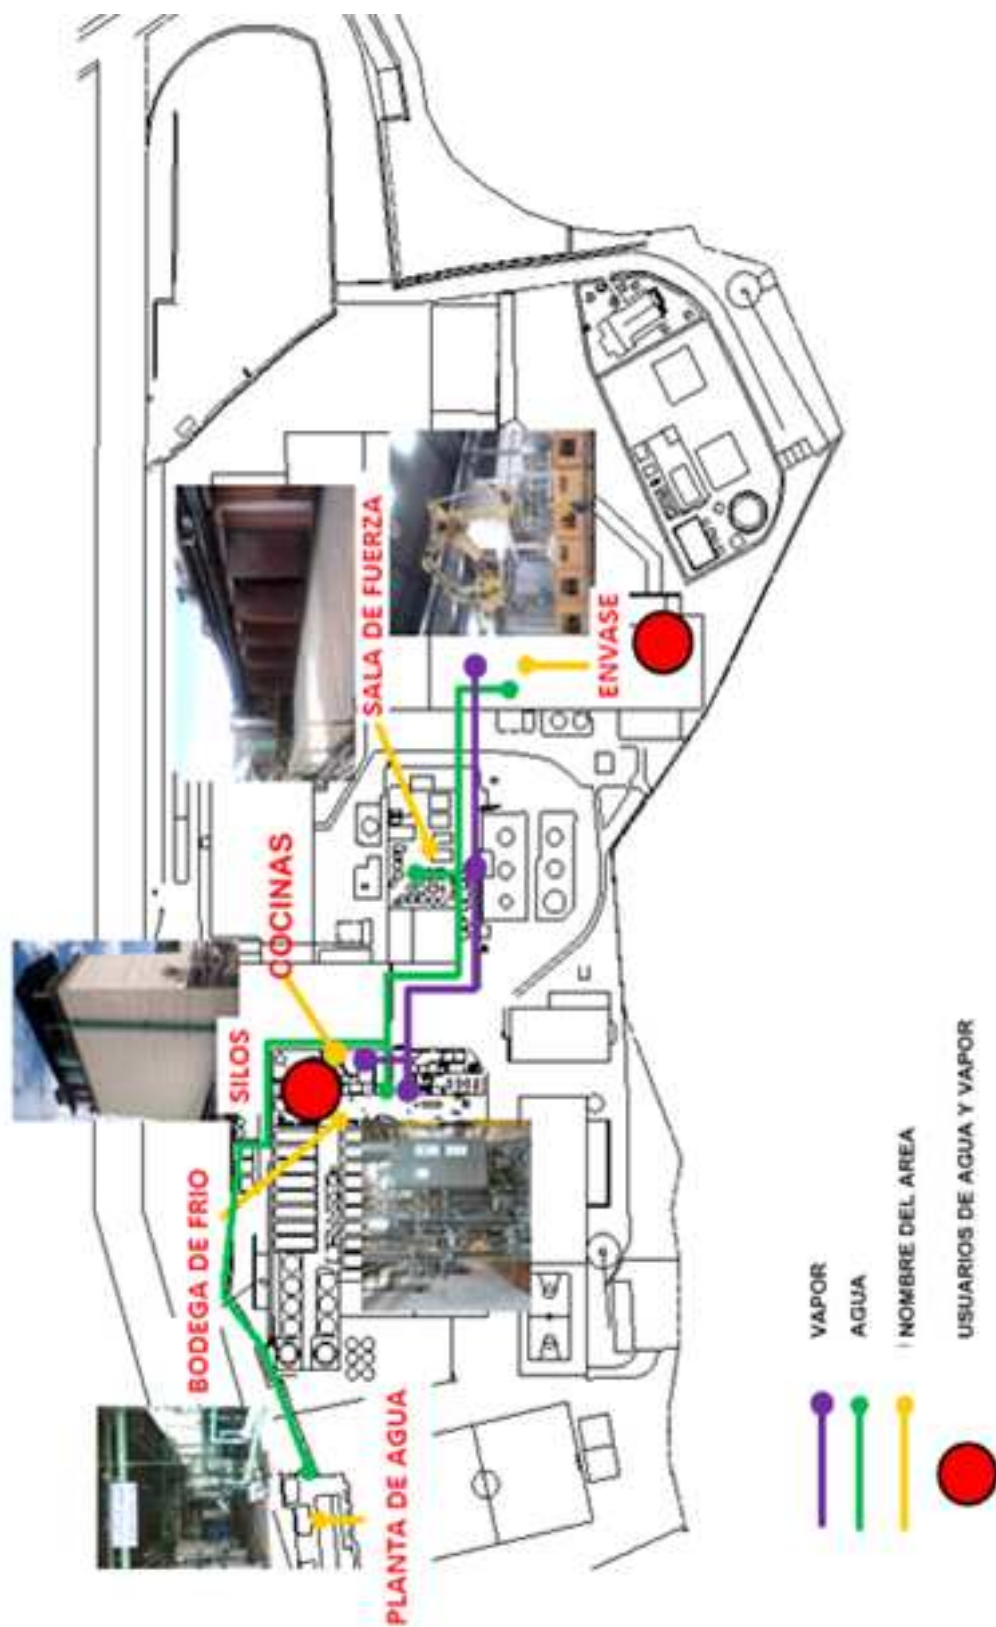 PLANTA DE AGUA
BODEGA DE FRIO
SILOS
COCINAS
SALA DE FUERZA
ENVASE
VAPOR
AGUA
NOMBRE DEL AREA
USUARIOS DE AGUA Y VAPOR